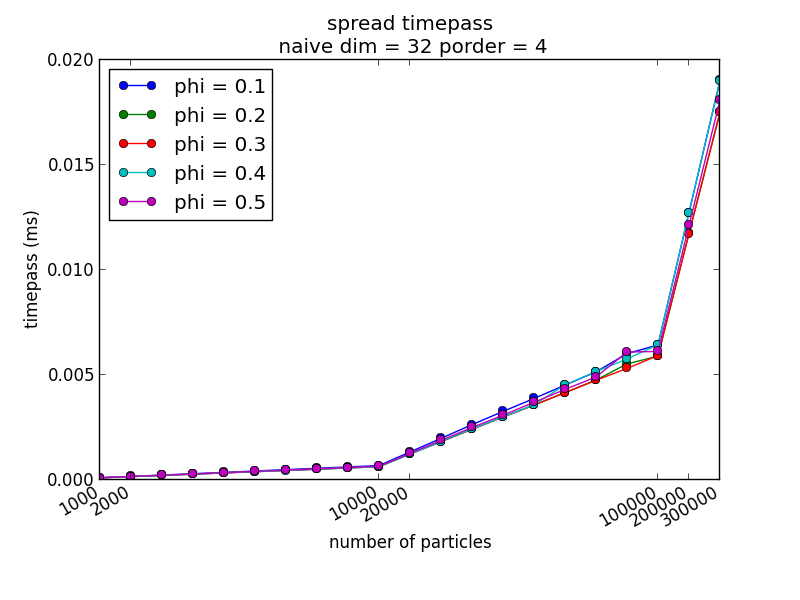 spread timepass
naive dim = 32 porder = 4
0.020
0.015
0.010
0.005
0.000
timepass (ms)
phi = 0.1
phi = 0.2
phi = 0.3
phi = 0.4
phi = 0.5
1000
2000
10000
20000
100000
200000
300000
number of particles